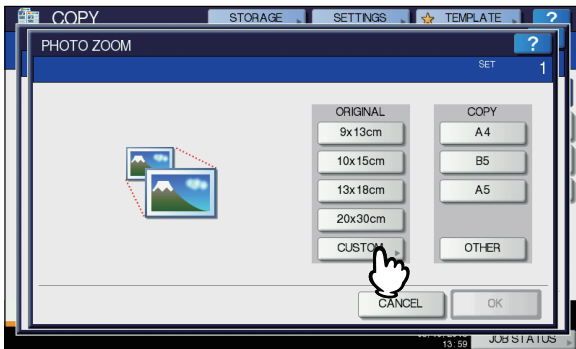 COPY STORAGE SETTINGS TEMPLATE ?
PHOTO ZOOM ?
SET 1
ORIGINAL COPY
9x13cm A4
10x15cm B5
13x18cm A5
20x30cm
CUSTOM OTHER
CANCEL OK
13:59 JOB STATUS